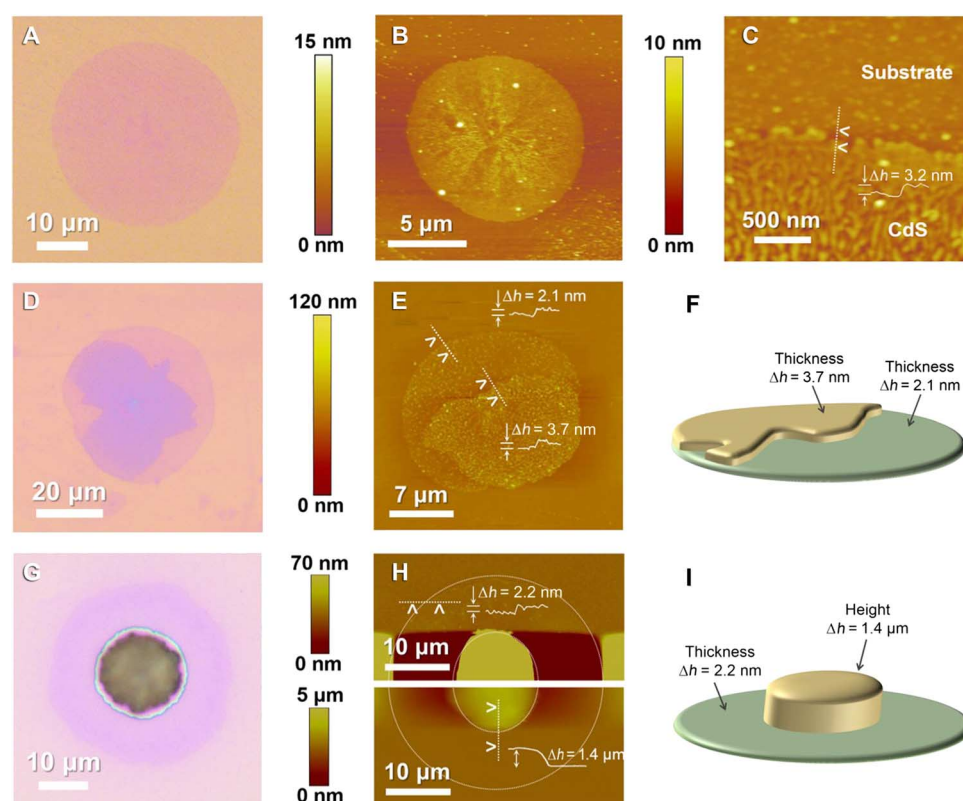 A
10 μm
15 nm
0 nm
B
5 μm
10 nm
0 nm
C
Substrate
Δh = 3.2 nm
CdS
500 nm
D
20 μm
120 nm
0 nm
E
Δh = 2.1 nm
Δh = 3.7 nm
7 μm
F
Thickness
Δh = 3.7 nm
Thickness
Δh = 2.1 nm
G
10 μm
70 nm
0 nm
5 μm
0 nm
H
Δh = 2.2 nm
10 μm
Δh = 1.4 μm
10 μm
I
Height
Δh = 1.4 μm
Thickness
Δh = 2.2 nm